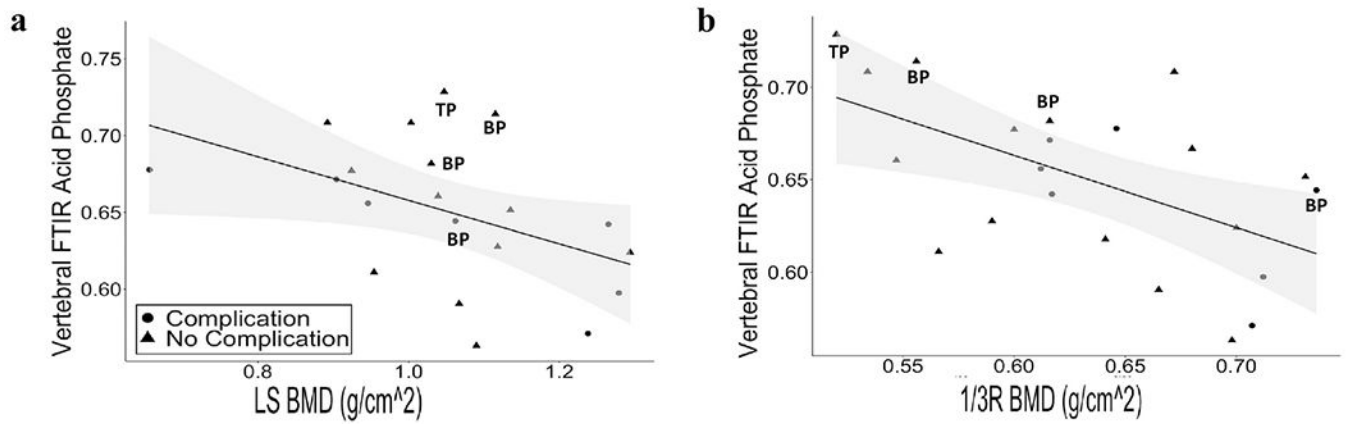 a
Vertebral FTIR Acid Phosphate
0.75
0.70
0.65
0.60
TP
BP
BP
BP
Complication
No Complication
0.8
1.0
1.2
LS BMD (g/cm^2)
b
Vertebral FTIR Acid Phosphate
0.70
0.65
0.60
TP
BP
BP
BP
0.55
0.60
0.65
0.70
1/3R BMD (g/cm^2)